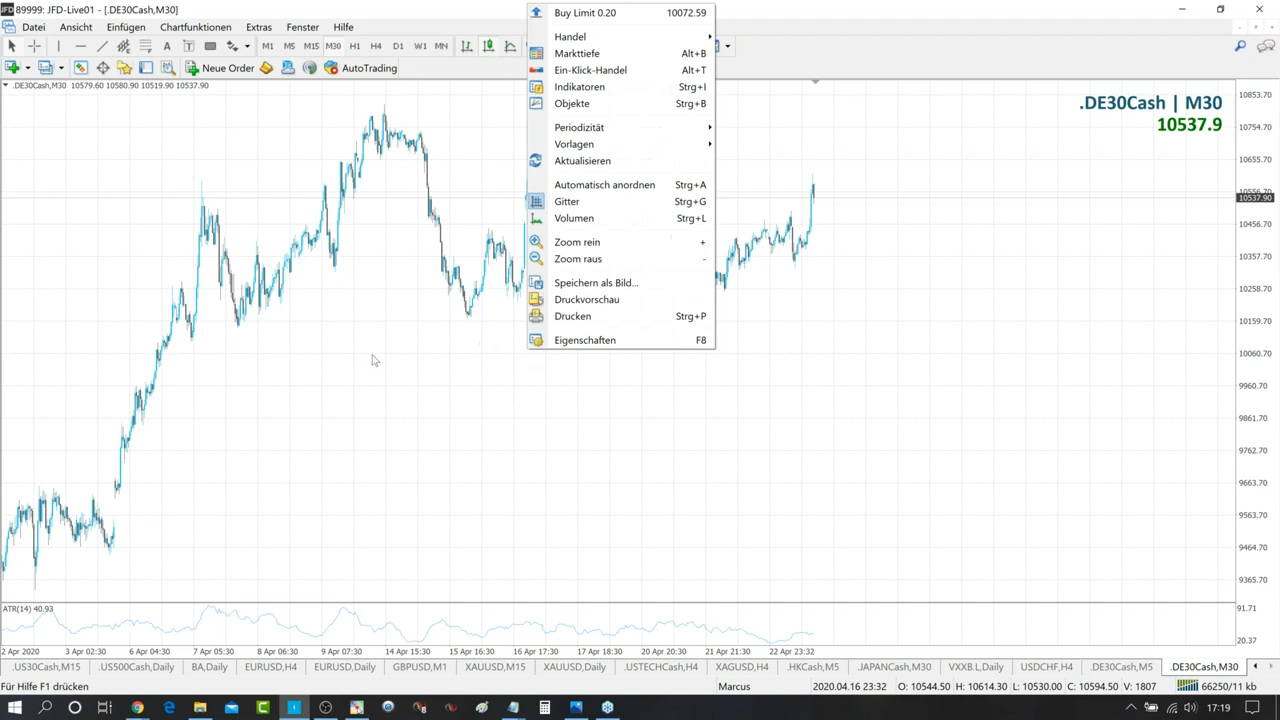 89999: JFD-Live01 - [.DE30Cash,M30]
Datei Ansicht Einfügen Chartfunktionen Extras Fenster Hilfe
A T M1 M5 M15 M30 H1 H4 D1 W1 MN
Neue Order AutoTrading
.DE30Cash,M30 10579.60 10580.90 10519.90 10537.90
.DE30Cash | M30
10537.9
Buy Limit 0.20 10072.59
Handel
Markttiefe Alt+B
Ein-Klick-Handel Alt+T
Indikatoren Strg+I
Objekte Strg+B
Periodizität
Vorlagen
Aktualisieren
Automatisch anordnen Strg+A
Gitter Strg+G
Volumen Strg+L
Zoom rein +
Zoom raus -
Speichern als Bild...
Druckvorschau
Drucken Strg+P
Eigenschaften F8
10853.70
10754.70
10655.70
10556.70
10537.90
10456.70
10357.70
10258.70
10159.70
10060.70
9960.70
9861.70
9762.70
9663.70
9563.70
9464.70
9365.70
ATR(14) 40.93
91.71
20.37
2 Apr 2020 3 Apr 02:30 6 Apr 04:30 7 Apr 05:30 8 Apr 06:30 9 Apr 07:30 14 Apr 15:30 15 Apr 16:30 16 Apr 17:30 17 Apr 18:30 20 Apr 20:30 21 Apr 21:30 22 Apr 23:32
.US30Cash,M15 .US500Cash,Daily BA,Daily EURUSD,H4 EURUSD,Daily GBPUSD,M1 XAUUSD,M15 XAUUSD,Daily .USTECHCash,H4 XAGUSD,H4 .HKCash,M5 .JAPANCash,M30 VXXB.L,Daily USDCHF,H4 .DE30Cash,M5 .DE30Cash,M30
Für Hilfe F1 drücken Marcus 2020.04.16 23:32 O: 10544.50 H: 10614.30 L: 10530.00 C: 10594.50 V: 1807 66250/11 kb
17:19